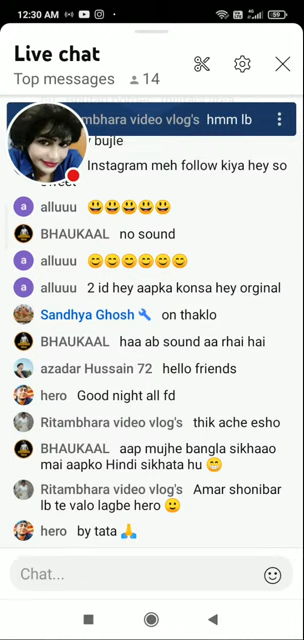 12:30 AM
59
Live chat
Top messages 14
mbhara video vlog's hmm lb
bujle
Instagram meh follow kiya hey so
sweet
a alluuu 😃😃😃😃😃
BHAUKAAL no sound
a alluuu 😊😊😊😊😊😊
a alluuu 2 id hey aapka konsa hey orginal
Sandhya Ghosh 🔧 on thaklo
BHAUKAAL haa ab sound aa rhai hai
azadar Hussain 72 hello friends
hero Good night all fd
Ritambhara video vlog's thik ache esho
BHAUKAAL aap mujhe bangla sikhaao
mai aapko Hindi sikhata hu 😁
Ritambhara video vlog's Amar shonibar
lb te valo lagbe hero 🙂
hero by tata 🙏
Chat...